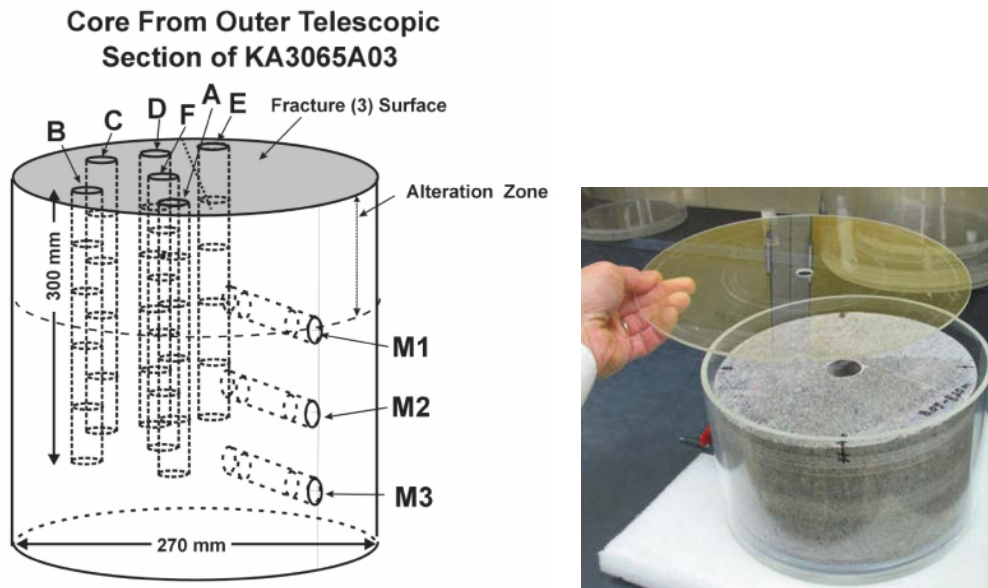 Core From Outer Telescopic
Section of KA3065A03
A
E
D
Fracture (3) Surface
C
F
B
Alteration Zone
300 mm
M1
M2
M3
270 mm